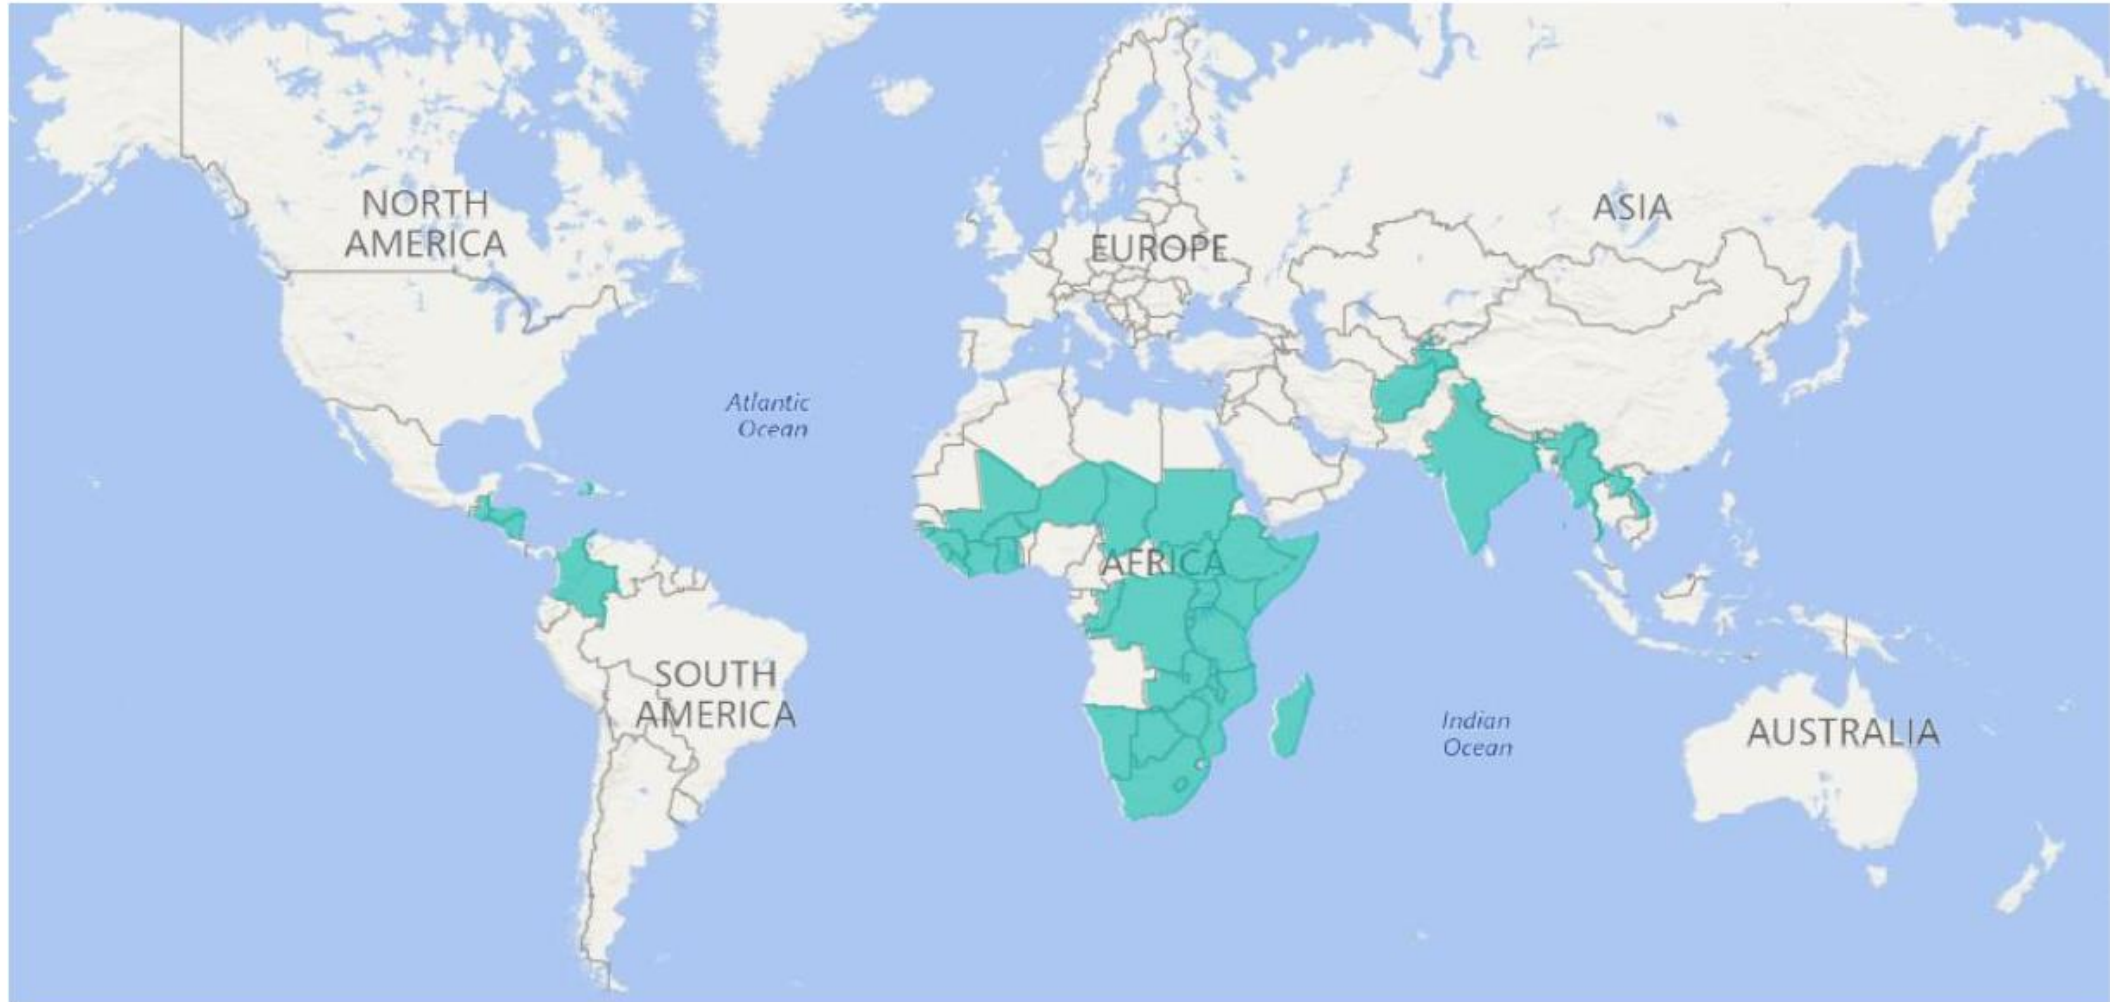 NORTH
AMERICA
ASIA
EUROPE
Atlantic
Ocean
AFRICA
SOUTH
AMERICA
Indian
Ocean
AUSTRALIA